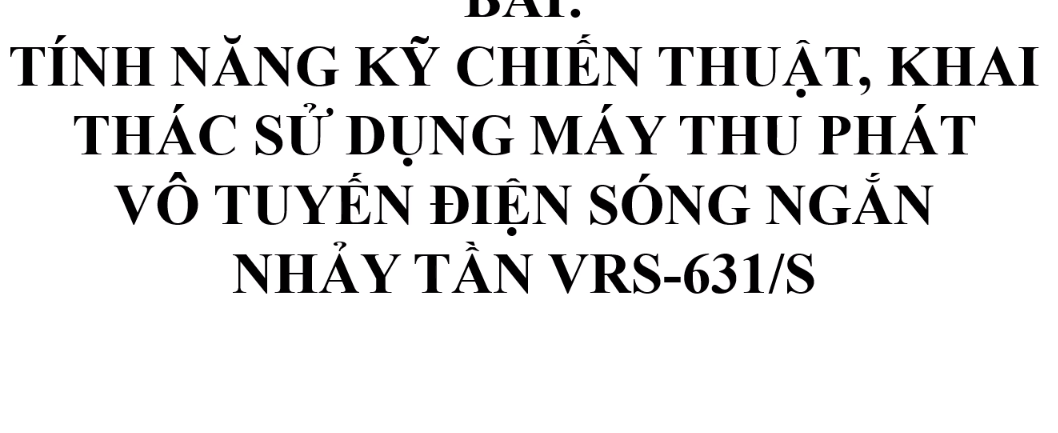 BÀI:
TÍNH NĂNG KỸ CHIẾN THUẬT, KHAI
THÁC SỬ DỤNG MÁY THU PHÁT
VÔ TUYẾN ĐIỆN SÓNG NGẮN
NHẢY TẦN VRS-631/S